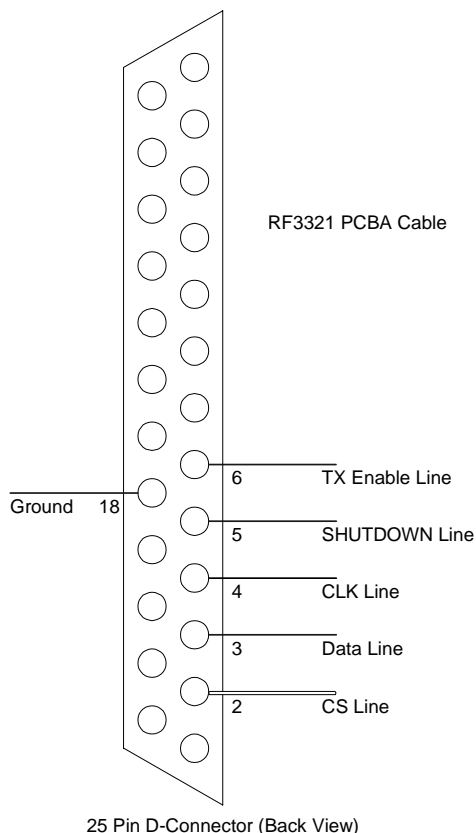 RF3321 PCBA Cable
6 TX Enable Line
Ground 18
5 SHUTDOWN Line
4 CLK Line
3 Data Line
2 CS Line
25 Pin D-Connector (Back View)